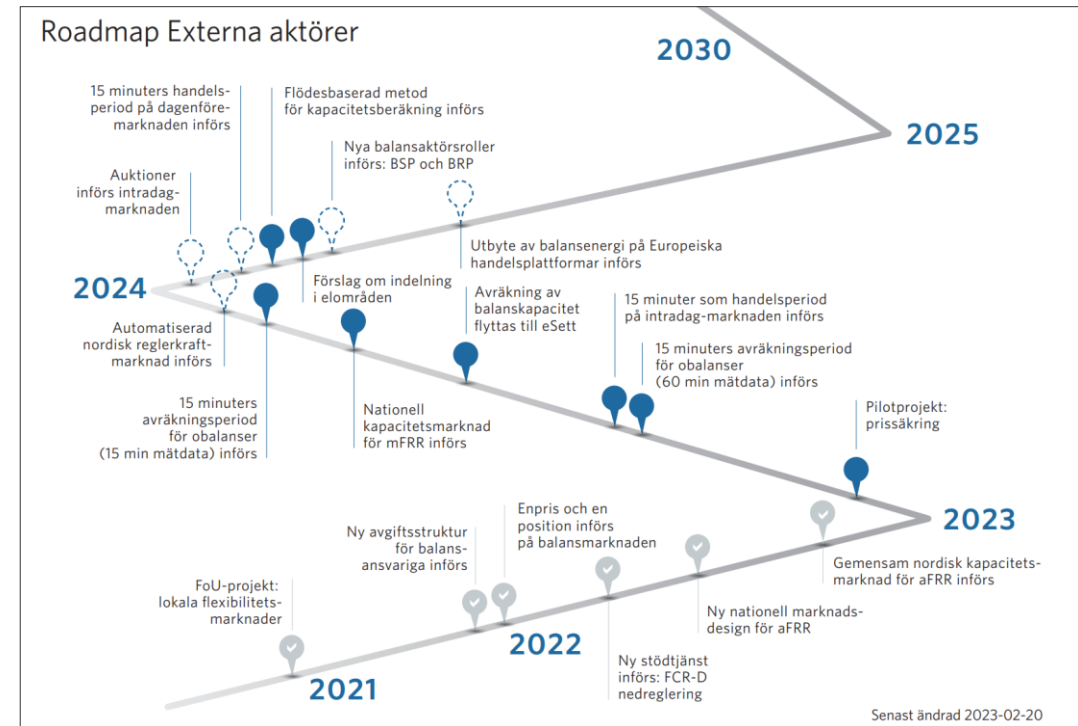 Roadmap Externa aktörer
2030
2025
15 minuters handels-
period på dagenföre-
marknaden införs
Flödesbaserad metod
för kapacitetsberäkning införs
Nya balansaktörsroller
införs: BSP och BRP
Auktioner
införs intradag-
marknaden
Utbyte av balansenergi på Europeiska
handelsplattformar införs
Förslag om indelning
i elområden
2024
Automatiserad
nordisk reglerkraft-
marknad införs
15 minuters
avräkningsperiod
för obalanser
(15 min mätdata) införs
Nationell
kapacitetsmarknad
för mFRR införs
Avräkning av
balanskapacitet
flyttas till eSett
15 minuter som handelsperiod
på intradag-marknaden införs
15 minuters avräkningsperiod
för obalanser
(60 min mätdata) införs
Pilotprojekt:
prissäkring
2023
Gemensam nordisk kapacitets-
marknad för aFRR införs
Ny nationell marknads-
design för aFRR
Enpris och en
position införs
på balansmarknaden
Ny stödtjänst
införs: FCR-D
nedreglering
Ny avgiftsstruktur
för balans-
ansvariga införs
2022
FoU-projekt:
lokala flexibilitets-
marknader
2021
Senast ändrad 2023-02-20